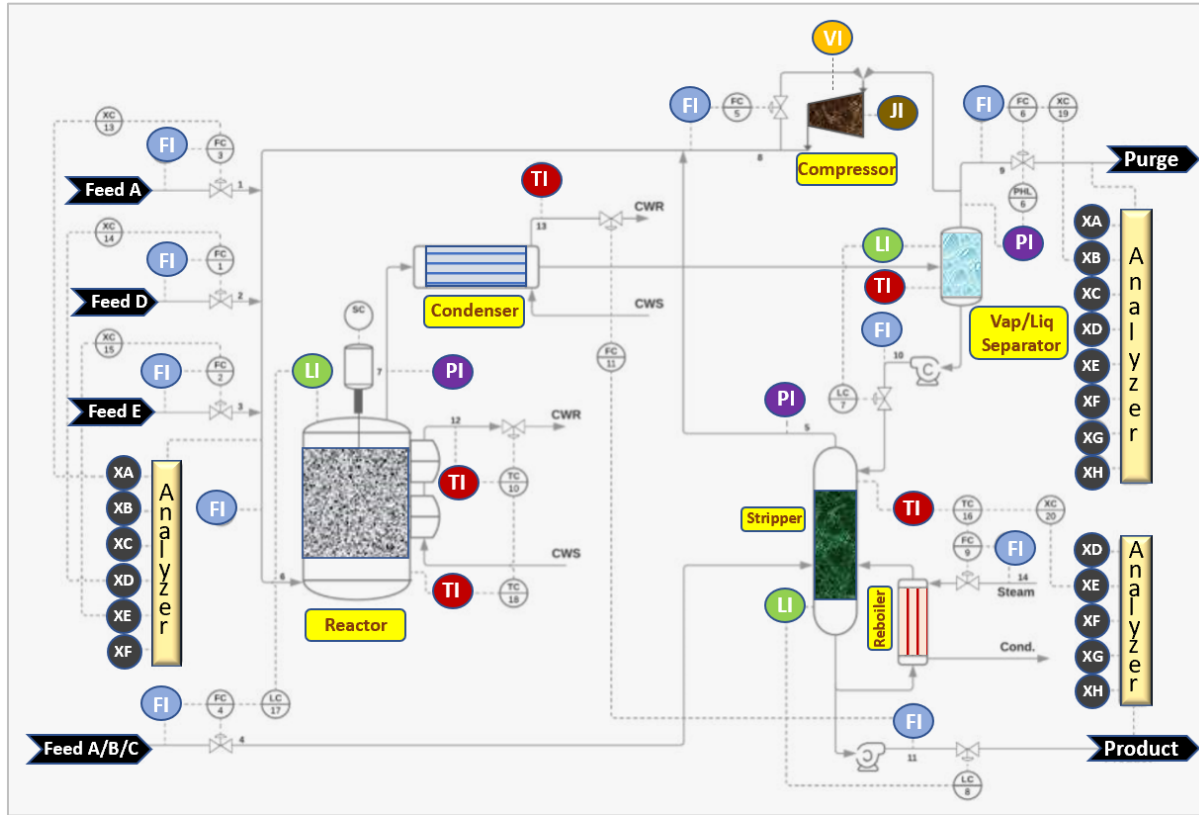 VI
FI
FC
5
JI
Compressor
8
FI
FC
6
XC
19
9
Purge
PHL
6
PI
XC
13
FI
FC
3
Feed A
1
XC
14
FI
FC
1
Feed D
2
XC
15
FI
FC
2
Feed E
3
TI
13
CWR
CWS
Condenser
FC
11
SC
7
LI
PI
12
CWR
TI
TC
10
CWS
TI
TC
18
6
Reactor
FI
XA
XB
XC
XD
XE
XF
Analyzer
FI
FC
4
LC
17
Feed A/B/C
4
LI
TI
Vap/Liq
Separator
FI
10
C
LC
7
PI
5
Stripper
TI
TC
16
XC
20
FC
9
FI
14
Steam
LI
Reboiler
Cond.
FI
C
11
LC
8
XA
XB
XC
XD
XE
XF
XG
XH
Analyzer
XD
XE
XF
XG
XH
Analyzer
Product